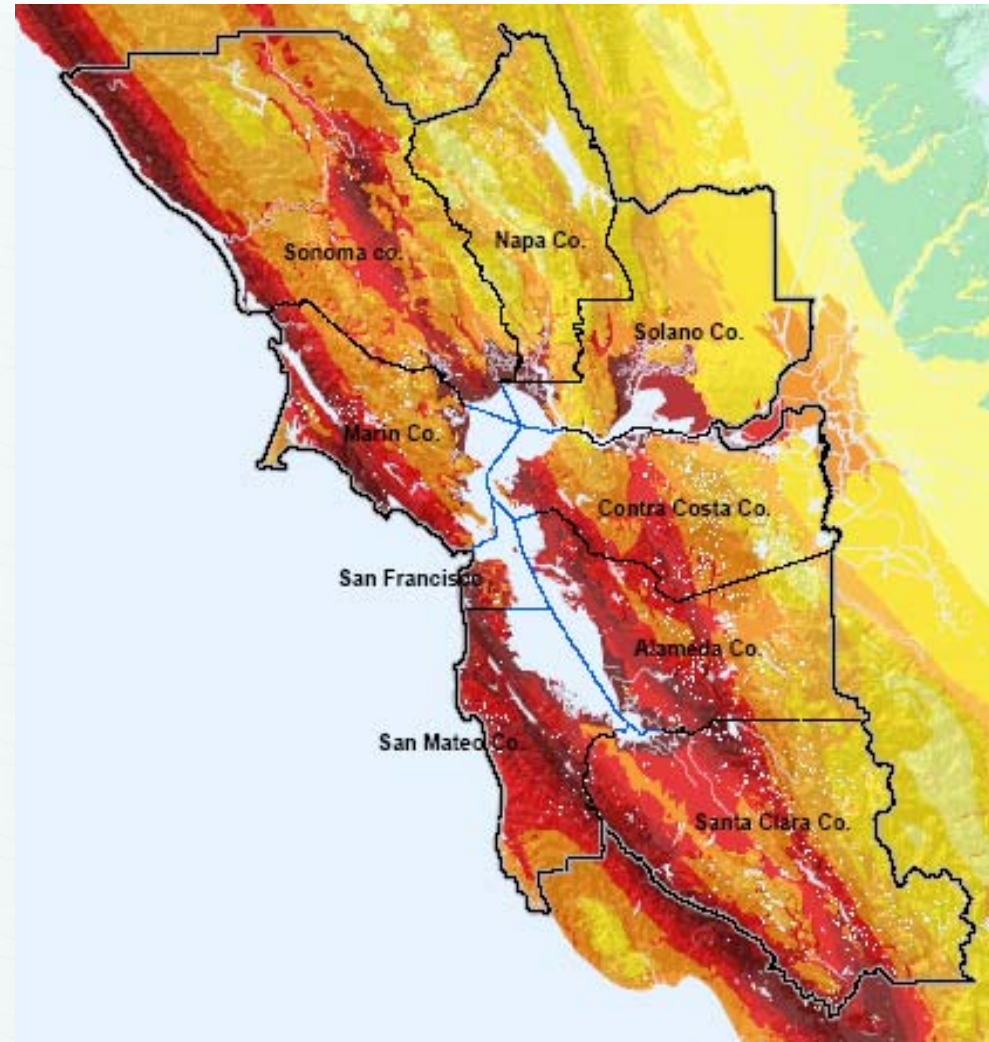 Sonoma co.
Napa Co.
Solano Co.
Marin Co.
Contra Costa Co.
San Francisco
Alameda Co.
San Mateo Co.
Santa Clara Co.